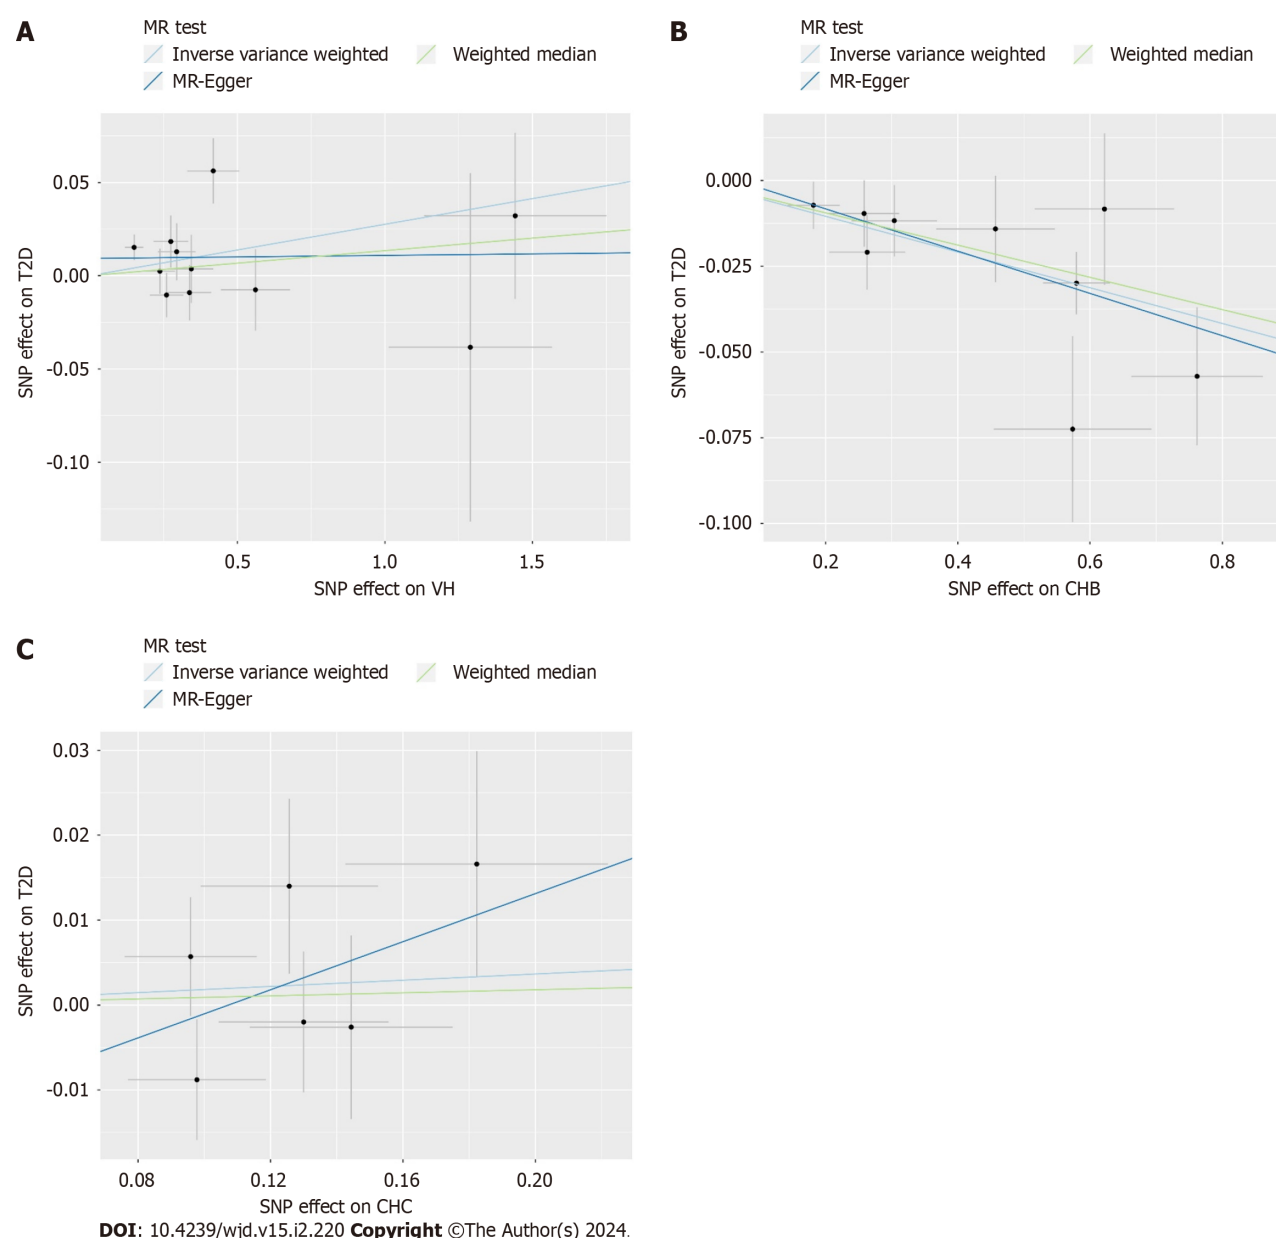 A
MR test
Inverse variance weighted
Weighted median
MR-Egger
SNP effect on T2D
0.05
0.00
-0.05
-0.10
0.5
1.0
1.5
SNP effect on VH
B
MR test
Inverse variance weighted
Weighted median
MR-Egger
SNP effect on T2D
0.000
-0.025
-0.050
-0.075
-0.100
0.2
0.4
0.6
0.8
SNP effect on CHB
C
MR test
Inverse variance weighted
Weighted median
MR-Egger
SNP effect on T2D
0.03
0.02
0.01
0.00
-0.01
0.08
0.12
0.16
0.20
SNP effect on CHC
DOI: 10.4239/wjd.v15.i2.220 Copyright ©The Author(s) 2024.